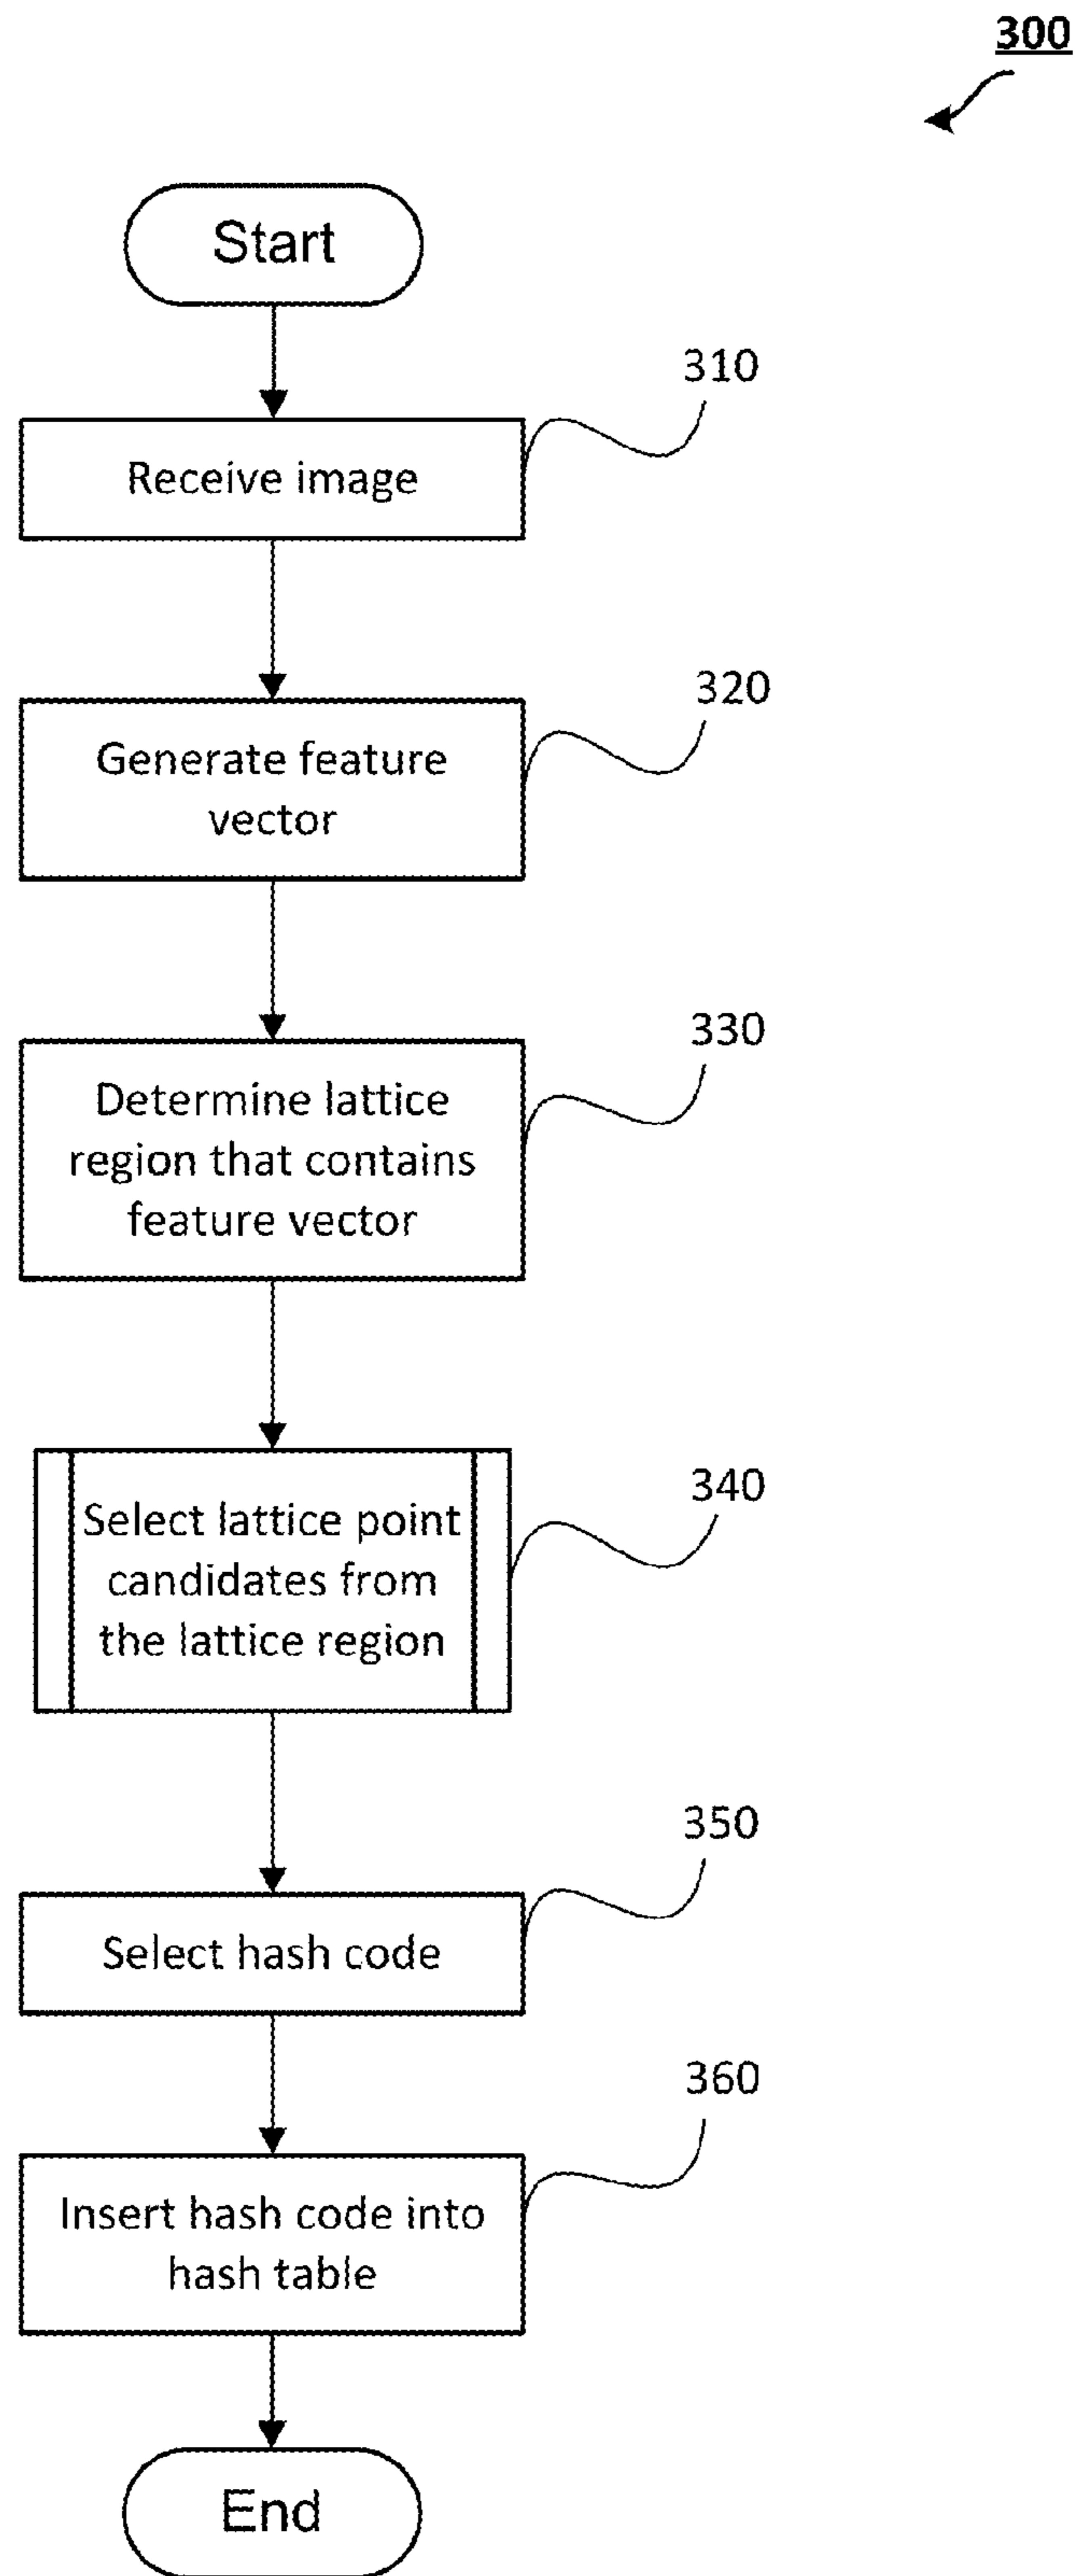 300
Start
310
Receive image
320
Generate feature
vector
330
Determine lattice
region that contains
feature vector
340
Select lattice point
candidates from
the lattice region
350
Select hash code
360
Insert hash code into
hash table
End